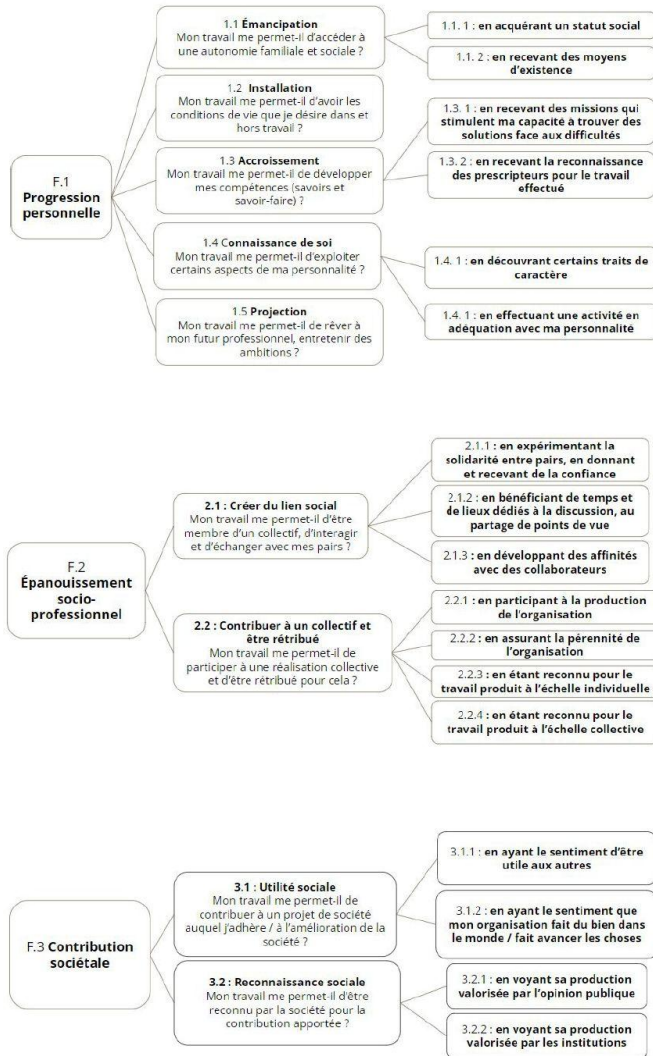 F.1
Progression
personnelle
1.1 Émancipation
Mon travail me permet-il d'accéder à
une autonomie familiale et sociale ?
1.1. 1 : en acquérant un statut social
1.1. 2 : en recevant des moyens
d'existence
1.2 Installation
Mon travail me permet-il d'avoir les
conditions de vie que je désire dans et
hors travail ?
1.3 Accroissement
Mon travail me permet-il de développer
mes compétences (savoirs et
savoir-faire) ?
1.3. 1 : en recevant des missions qui
stimulent ma capacité à trouver des
solutions face aux difficultés
1.3. 2 : en recevant la reconnaissance
des prescripteurs pour le travail
effectué
1.4 Connaissance de soi
Mon travail me permet-il d'exploiter
certains aspects de ma personnalité ?
1.4. 1 : en découvrant certains traits de
caractère
1.4. 1 : en effectuant une activité en
adéquation avec ma personnalité
1.5 Projection
Mon travail me permet-il de rêver à
mon futur professionnel, entretenir des
ambitions ?
F.2
Épanouissement
socio-
professionnel
2.1 : Créer du lien social
Mon travail me permet-il d'être
membre d'un collectif, d'interagir
et d'échanger avec mes pairs ?
2.1.1 : en expérimentant la
solidarité entre pairs, en donnant
et recevant de la confiance
2.1.2 : en bénéficiant de temps et
de lieux dédiés à la discussion, au
partage de points de vue
2.1.3 : en développant des affinités
avec des collaborateurs
2.2 : Contribuer à un collectif et
être rétribué
Mon travail me permet-il de
participer à une réalisation collective
et d'être rétribué pour cela ?
2.2.1 : en participant à la production
de l'organisation
2.2.2 : en assurant la pérennité de
l'organisation
2.2.3 : en étant reconnu pour le
travail produit à l'échelle individuelle
2.2.4 : en étant reconnu pour le
travail produit à l'échelle collective
F.3 Contribution
sociétale
3.1 : Utilité sociale
Mon travail me permet-il de
contribuer à un projet de société
auquel j'adhère / à l'amélioration de la
société ?
3.1.1 : en ayant le sentiment d'être
utile aux autres
3.1.2 : en ayant le sentiment que
mon organisation fait du bien dans
le monde / fait avancer les choses
3.2 : Reconnaissance sociale
Mon travail me permet-il d'être
reconnu par la société pour la
contribution apportée ?
3.2.1 : en voyant sa production
valorisée par l'opinion publique
3.2.2 : en voyant sa production
valorisée par les institutions